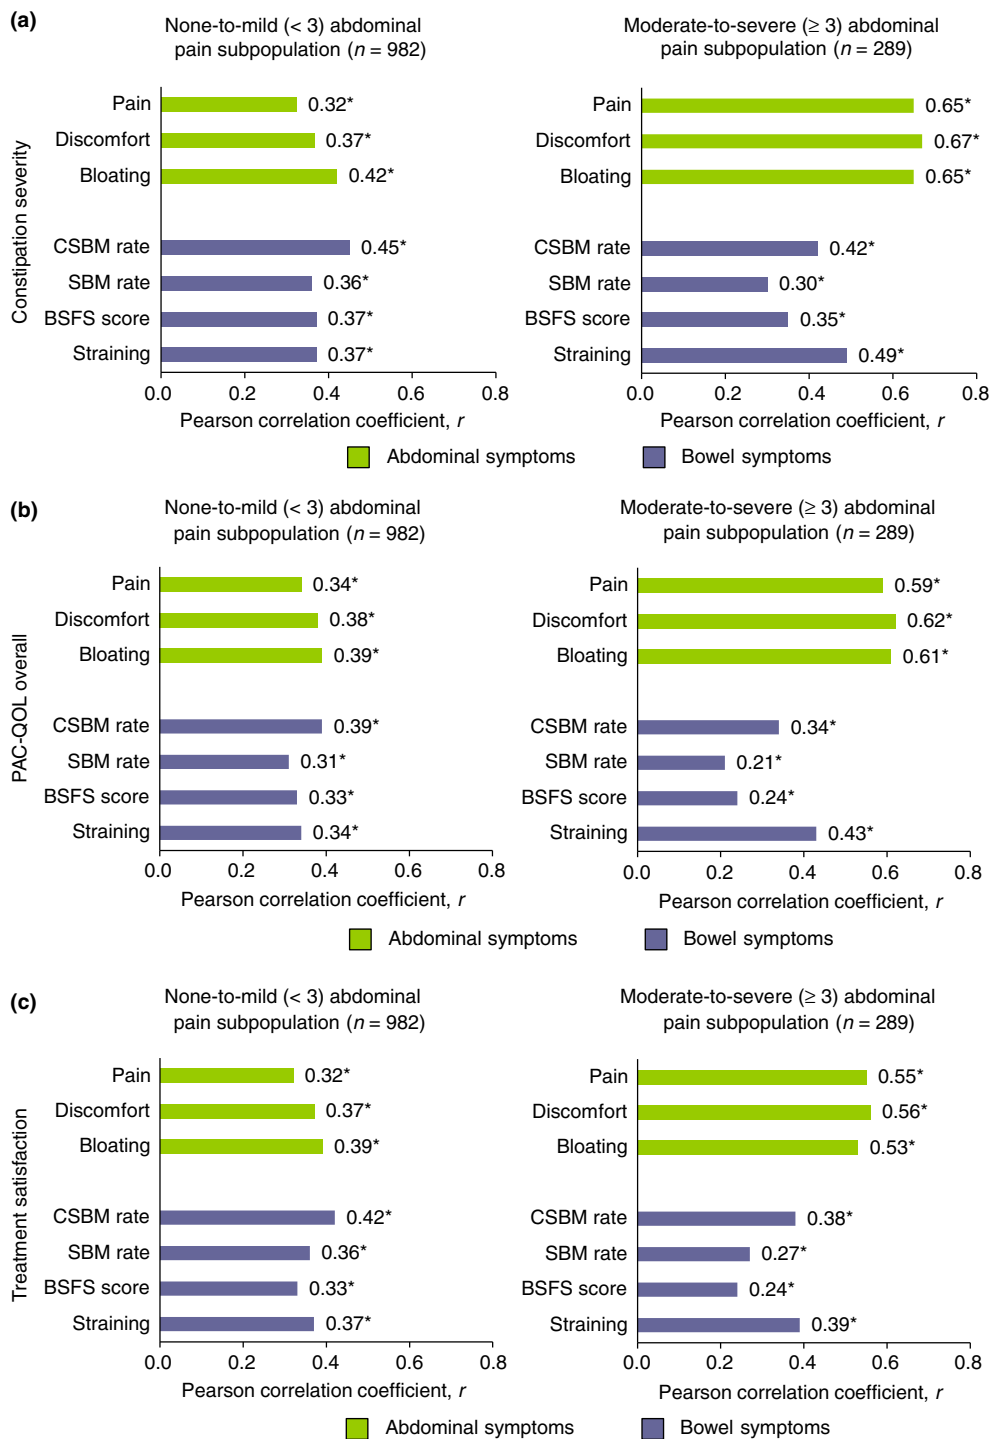 (a)
None-to-mild (< 3) abdominal
pain subpopulation (n = 982)
Constipation severity
Pain 0.32*
Discomfort 0.37*
Bloating 0.42*
CSBM rate 0.45*
SBM rate 0.36*
BSFS score 0.37*
Straining 0.37*
0.0 0.2 0.4 0.6 0.8
Pearson correlation coefficient, r
Moderate-to-severe (≥ 3) abdominal
pain subpopulation (n = 289)
Pain 0.65*
Discomfort 0.67*
Bloating 0.65*
CSBM rate 0.42*
SBM rate 0.30*
BSFS score 0.35*
Straining 0.49*
0.0 0.2 0.4 0.6 0.8
Pearson correlation coefficient, r
Abdominal symptoms Bowel symptoms
(b)
None-to-mild (< 3) abdominal
pain subpopulation (n = 982)
PAC-QOL overall
Pain 0.34*
Discomfort 0.38*
Bloating 0.39*
CSBM rate 0.39*
SBM rate 0.31*
BSFS score 0.33*
Straining 0.34*
0.0 0.2 0.4 0.6 0.8
Pearson correlation coefficient, r
Moderate-to-severe (≥ 3) abdominal
pain subpopulation (n = 289)
Pain 0.59*
Discomfort 0.62*
Bloating 0.61*
CSBM rate 0.34*
SBM rate 0.21*
BSFS score 0.24*
Straining 0.43*
0.0 0.2 0.4 0.6 0.8
Pearson correlation coefficient, r
Abdominal symptoms Bowel symptoms
(c)
None-to-mild (< 3) abdominal
pain subpopulation (n = 982)
Treatment satisfaction
Pain 0.32*
Discomfort 0.37*
Bloating 0.39*
CSBM rate 0.42*
SBM rate 0.36*
BSFS score 0.33*
Straining 0.37*
0.0 0.2 0.4 0.6 0.8
Pearson correlation coefficient, r
Moderate-to-severe (≥ 3) abdominal
pain subpopulation (n = 289)
Pain 0.55*
Discomfort 0.56*
Bloating 0.53*
CSBM rate 0.38*
SBM rate 0.27*
BSFS score 0.24*
Straining 0.39*
0.0 0.2 0.4 0.6 0.8
Pearson correlation coefficient, r
Abdominal symptoms Bowel symptoms